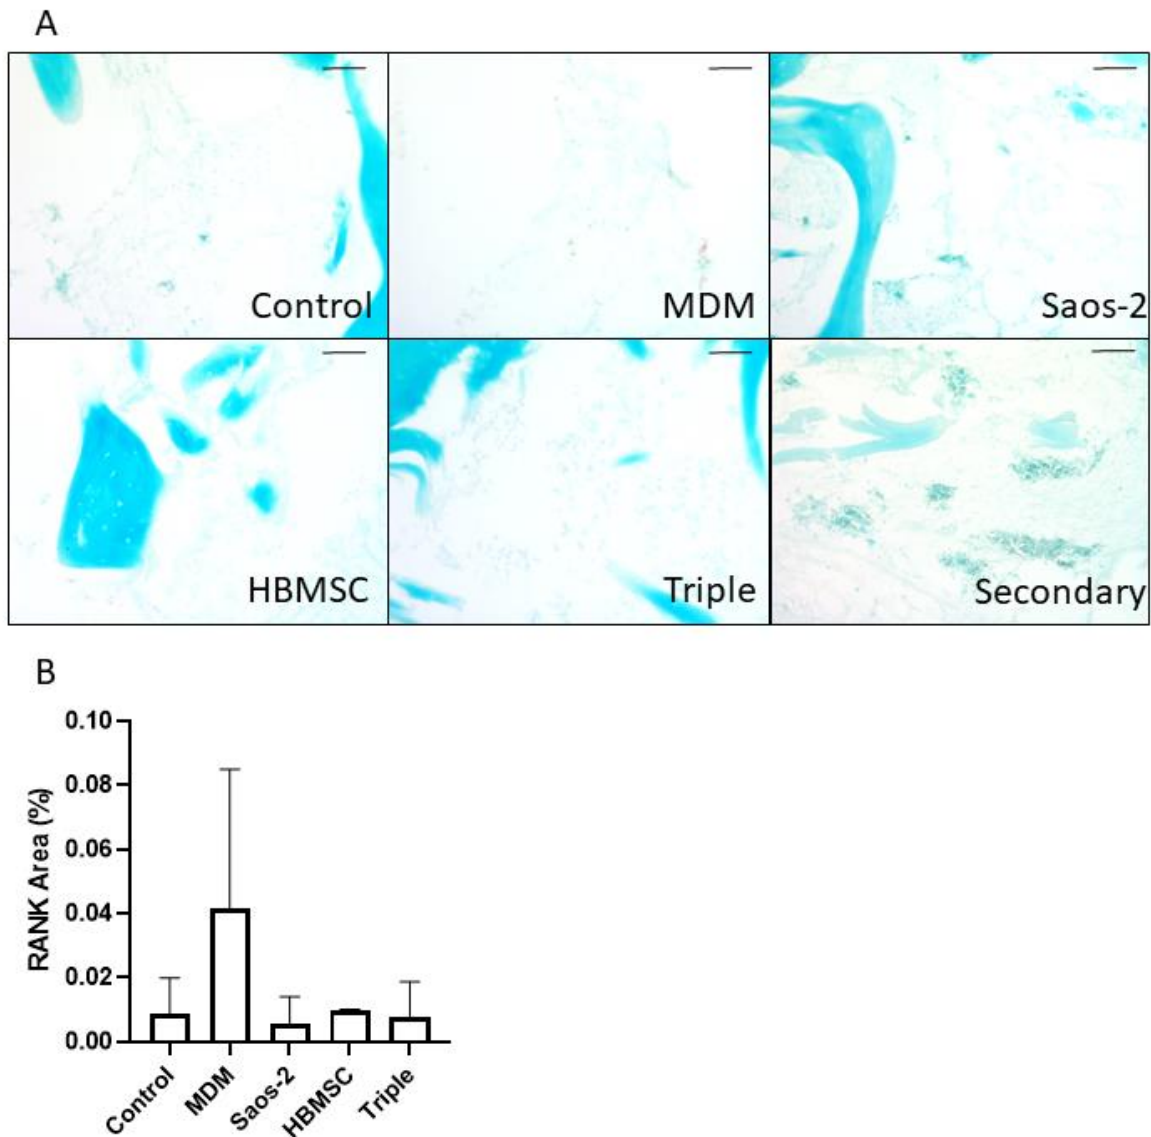 A
Control
MDM
Saos-2
HBMSC
Triple
Secondary
B
RANK Area (%)
0.10
0.08
0.06
0.04
0.02
0.00
Control
MDM
Saos-2
HBMSC
Triple